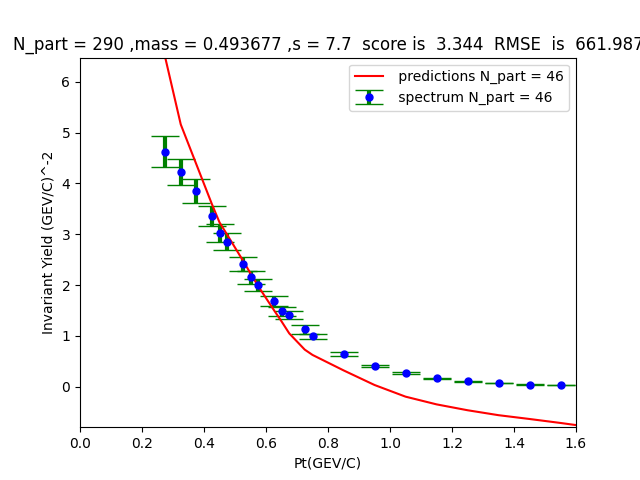 N_part = 290 ,mass = 0.493677 ,s = 7.7  score is  3.344  RMSE  is  661.987
predictions N_part = 46
spectrum N_part = 46
Invariant Yield (GEV/C)^-2
6
5
4
3
2
1
0
0.0 0.2 0.4 0.6 0.8 1.0 1.2 1.4 1.6
Pt(GEV/C)